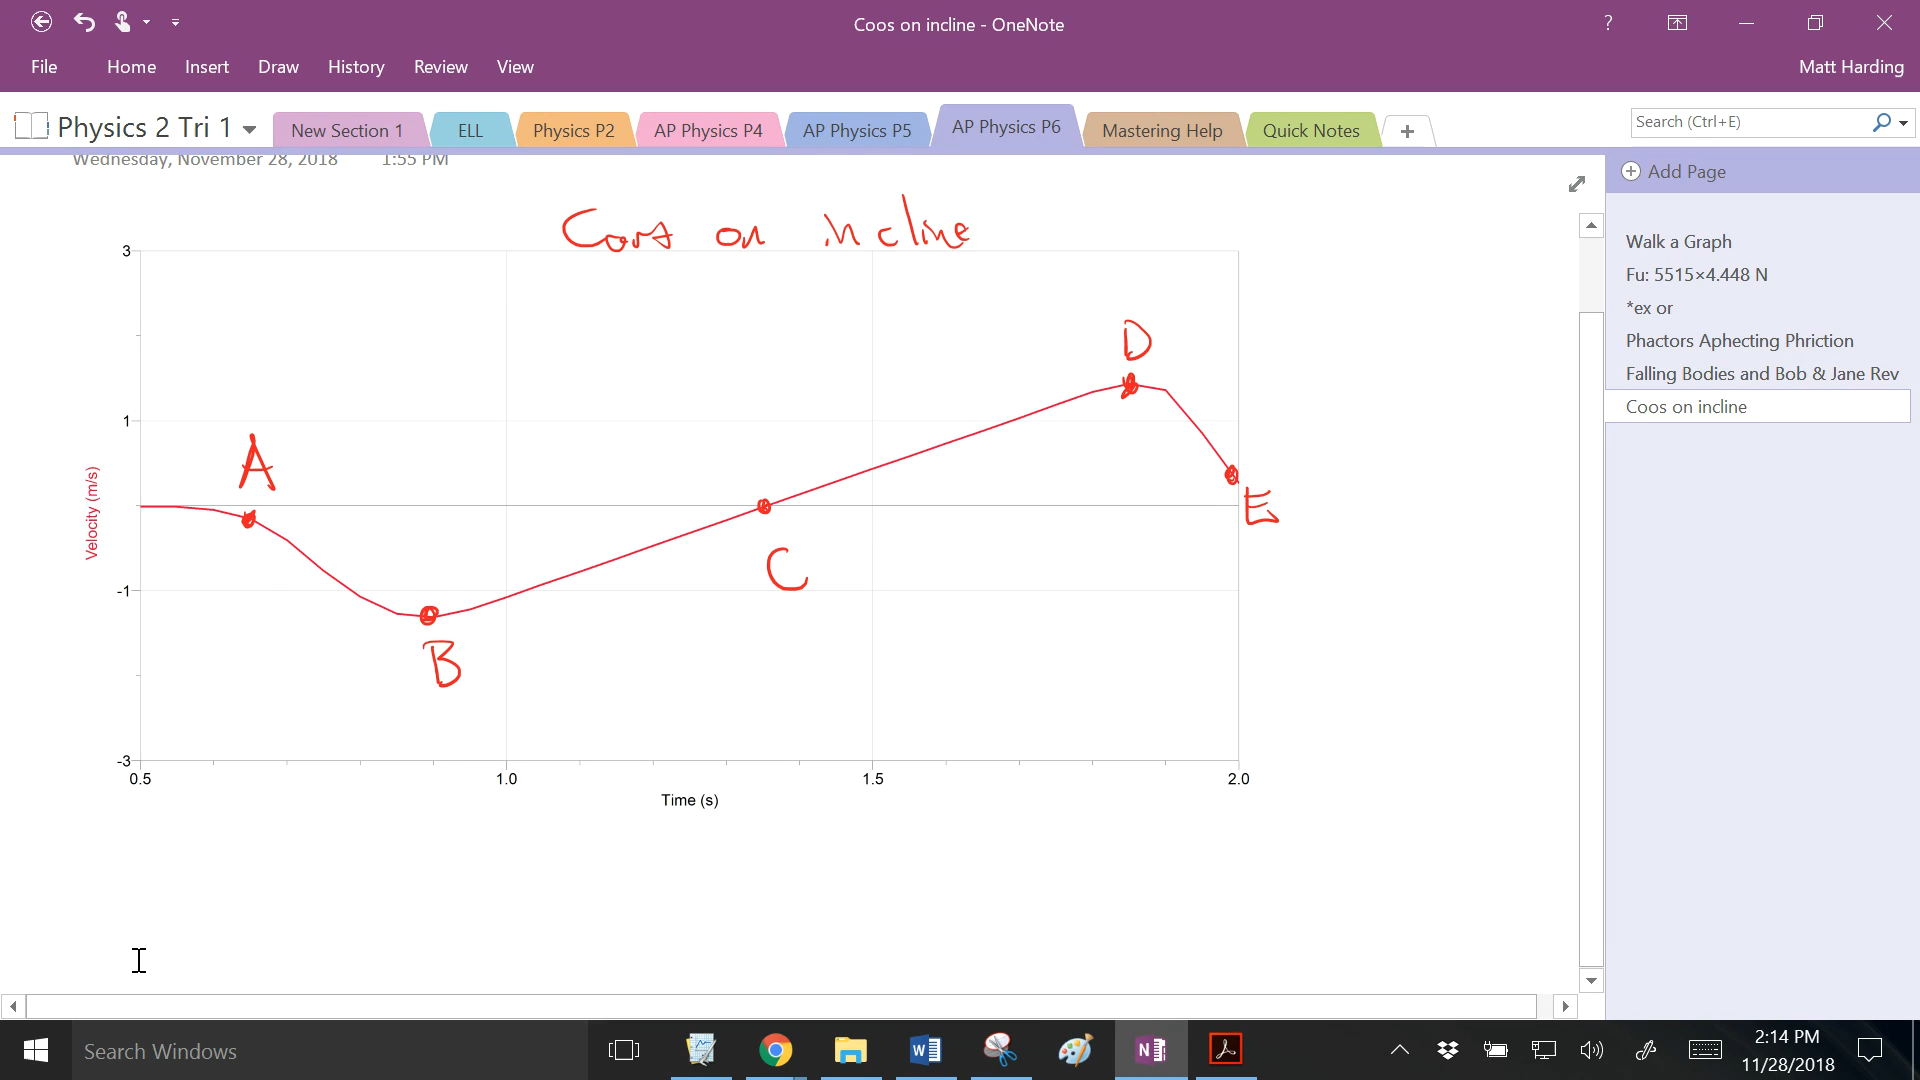 Coos on incline - OneNote
?
File Home Insert Draw History Review View
Matt Harding
Physics 2 Tri 1
New Section 1 ELL Physics P2 AP Physics P4 AP Physics P5 AP Physics P6 Mastering Help Quick Notes +
Search (Ctrl+E)
Wednesday, November 28, 2018 1:55 PM
Add Page
Walk a Graph
Fu: 5515×4.448 N
*ex or
Phactors Aphecting Phriction
Falling Bodies and Bob & Jane Rev
Coos on incline
on incline
3
1
-1
-3
Velocity (m/s)
A
B
C
D
E
0.5 1.0 1.5 2.0
Time (s)
Search Windows
2:14 PM
11/28/2018